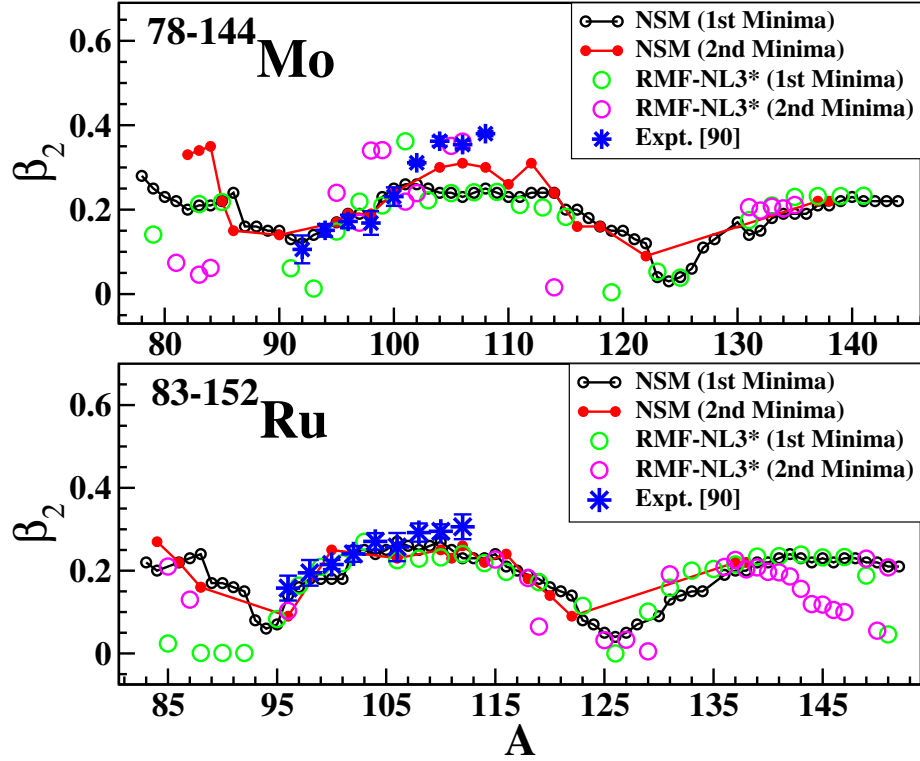 78-144Mo
NSM (1st Minima)
NSM (2nd Minima)
RMF-NL3* (1st Minima)
RMF-NL3* (2nd Minima)
Expt. [90]
β2
0.6
0.4
0.2
0
80 90 100 110 120 130 140
83-152Ru
NSM (1st Minima)
NSM (2nd Minima)
RMF-NL3* (1st Minima)
RMF-NL3* (2nd Minima)
Expt. [90]
β2
0.6
0.4
0.2
0
85 95 105 115 125 135 145
A